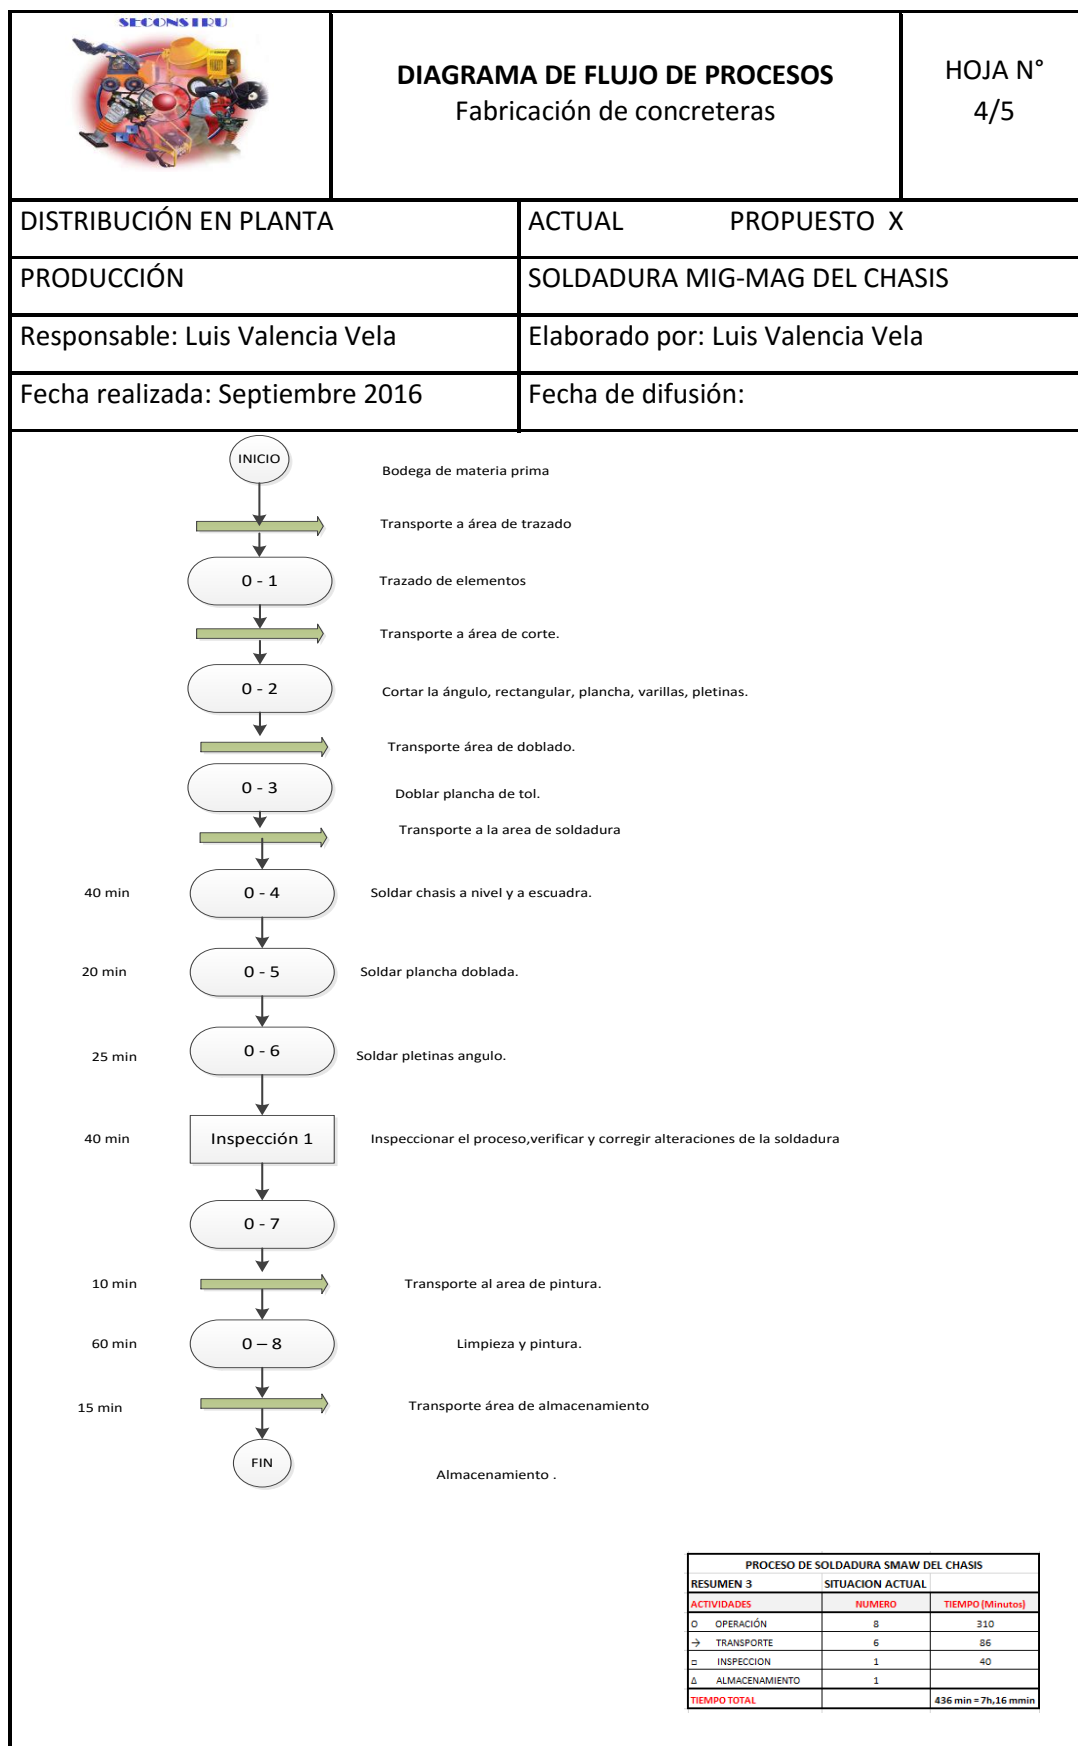 SECONSTRU
DIAGRAMA DE FLUJO DE PROCESOS
Fabricación de concreteras
HOJA N°
4/5
DISTRIBUCIÓN EN PLANTA
ACTUAL PROPUESTO X
PRODUCCIÓN
SOLDADURA MIG-MAG DEL CHASIS
Responsable: Luis Valencia Vela
Elaborado por: Luis Valencia Vela
Fecha realizada: Septiembre 2016
Fecha de difusión:
INICIO
Bodega de materia prima
Transporte a área de trazado
0 - 1
Trazado de elementos
Transporte a área de corte.
0 - 2
Cortar la ángulo, rectangular, plancha, varillas, pletinas.
Transporte área de doblado.
0 - 3
Doblar plancha de tol.
Transporte a la area de soldadura
40 min
0 - 4
Soldar chasis a nivel y a escuadra.
20 min
0 - 5
Soldar plancha doblada.
25 min
0 - 6
Soldar pletinas angulo.
40 min
Inspección 1
Inspeccionar el proceso,verificar y corregir alteraciones de la soldadura
0 - 7
10 min
Transporte al area de pintura.
60 min
0 – 8
Limpieza y pintura.
15 min
Transporte área de almacenamiento
FIN
Almacenamiento .
PROCESO DE SOLDADURA SMAW DEL CHASIS
RESUMEN 3 SITUACION ACTUAL
ACTIVIDADES NUMERO TIEMPO (Minutos)
O OPERACIÓN 8 310
→ TRANSPORTE 6 86
□ INSPECCION 1 40
Δ ALMACENAMIENTO 1
TIEMPO TOTAL 436 min = 7h,16 mmin